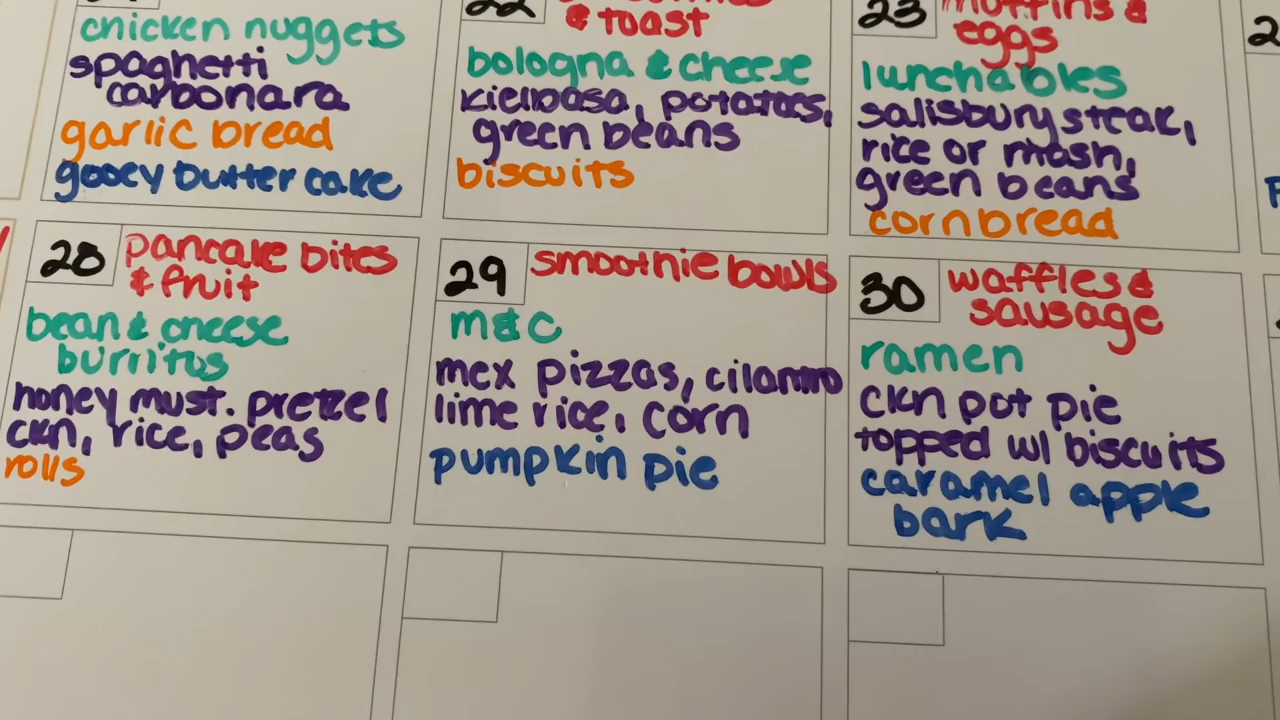 chicken nuggets
spaghetti
carbonara
garlic bread
gooey butter cake
22
& toast
bologna & cheese
kielbasa, potatoes,
green beans
biscuits
23
muffins &
eggs
lunchables
salisbury steak,
rice or mash,
green beans
cornbread
28
pancake bites
& fruit
bean & cheese
burritos
honey must. pretzel
ckn, rice, peas
rolls
29
smoothie bowls
m&c
mex pizzas, cilantro
lime rice, corn
pumpkin pie
30
waffles &
sausage
ramen
ckn pot pie
topped w/ biscuits
caramel apple
bark